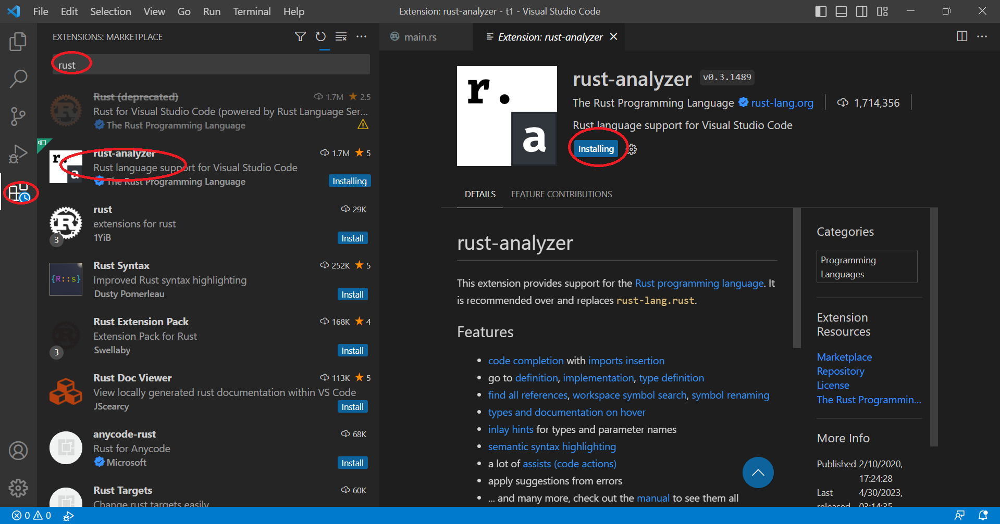 File Edit Selection View Go Run Terminal Help
Extension: rust-analyzer - t1 - Visual Studio Code
EXTENSIONS: MARKETPLACE
rust
Rust (deprecated) 1.7M 2.5
Rust for Visual Studio Code (powered by Rust Language Ser...
The Rust Programming Language
r. a
rust-analyzer 1.7M 5
Rust language support for Visual Studio Code
The Rust Programming Language Installing
rust 29K
extensions for rust
1YiB Install
3
Rust Syntax 252K 5
{R::s} Improved Rust syntax highlighting
Dusty Pomerleau Install
Rust Extension Pack 168K 4
Extension Pack for Rust
Swellaby Install
3
Rust Doc Viewer 113K 5
View locally generated rust documentation within VS Code
JScearcy Install
anycode-rust 68K
Rust for Anycode
Microsoft Install
Rust Targets 60K
Change rust targets easily
main.rs
Extension: rust-analyzer
r. a
rust-analyzer v0.3.1489
The Rust Programming Language rust-lang.org 1,714,356
Rust language support for Visual Studio Code
Installing
DETAILS FEATURE CONTRIBUTIONS
rust-analyzer
This extension provides support for the Rust programming language. It
is recommended over and replaces rust-lang.rust.
Features
• code completion with imports insertion
• go to definition, implementation, type definition
• find all references, workspace symbol search, symbol renaming
• types and documentation on hover
• inlay hints for types and parameter names
• semantic syntax highlighting
• a lot of assists (code actions)
• apply suggestions from errors
• ... and many more, check out the manual to see them all
Categories
Programming
Languages
Extension
Resources
Marketplace
Repository
License
The Rust Programmin...
More Info
Published 2/10/2020,
17:24:28
Last 4/30/2023,
released 03:14:35
0 0